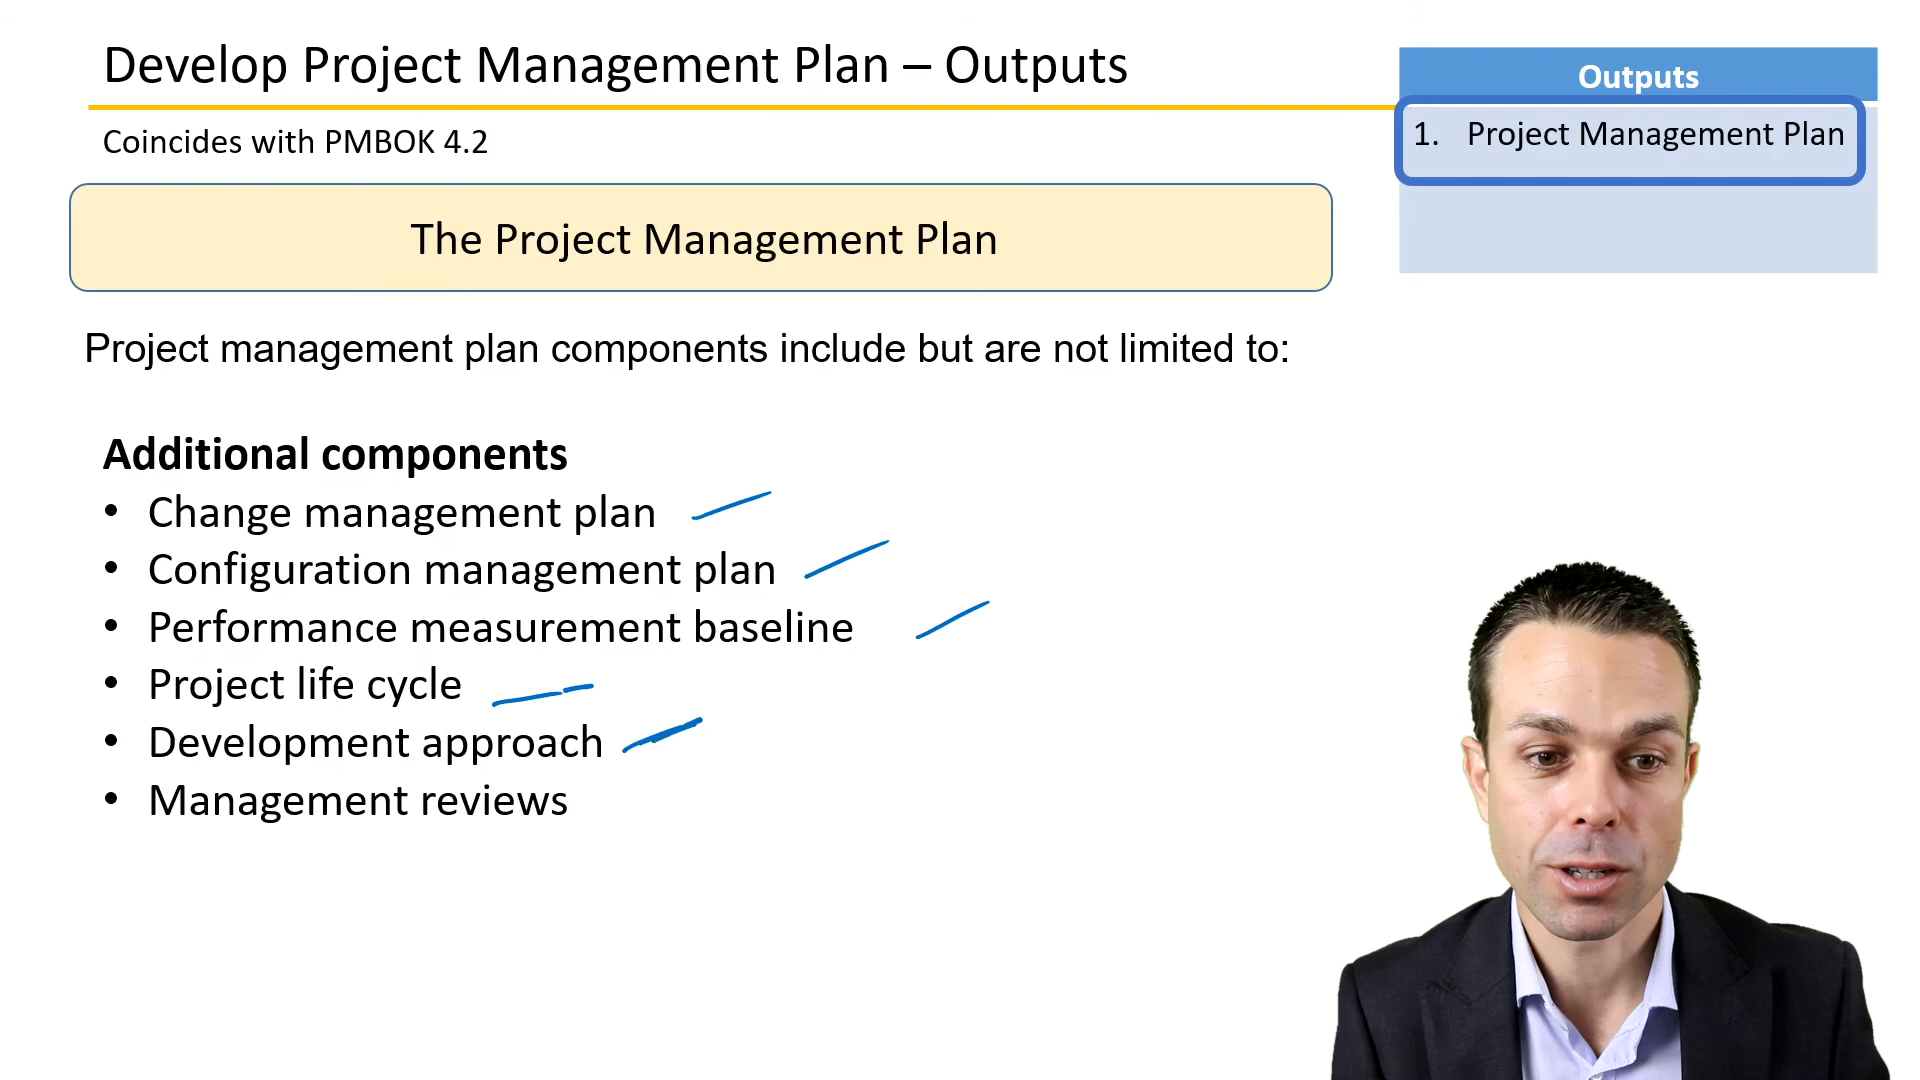 Develop Project Management Plan – Outputs
Coincides with PMBOK 4.2
Outputs
1. Project Management Plan
The Project Management Plan
Project management plan components include but are not limited to:
Additional components
• Change management plan
• Configuration management plan
• Performance measurement baseline
• Project life cycle
• Development approach
• Management reviews